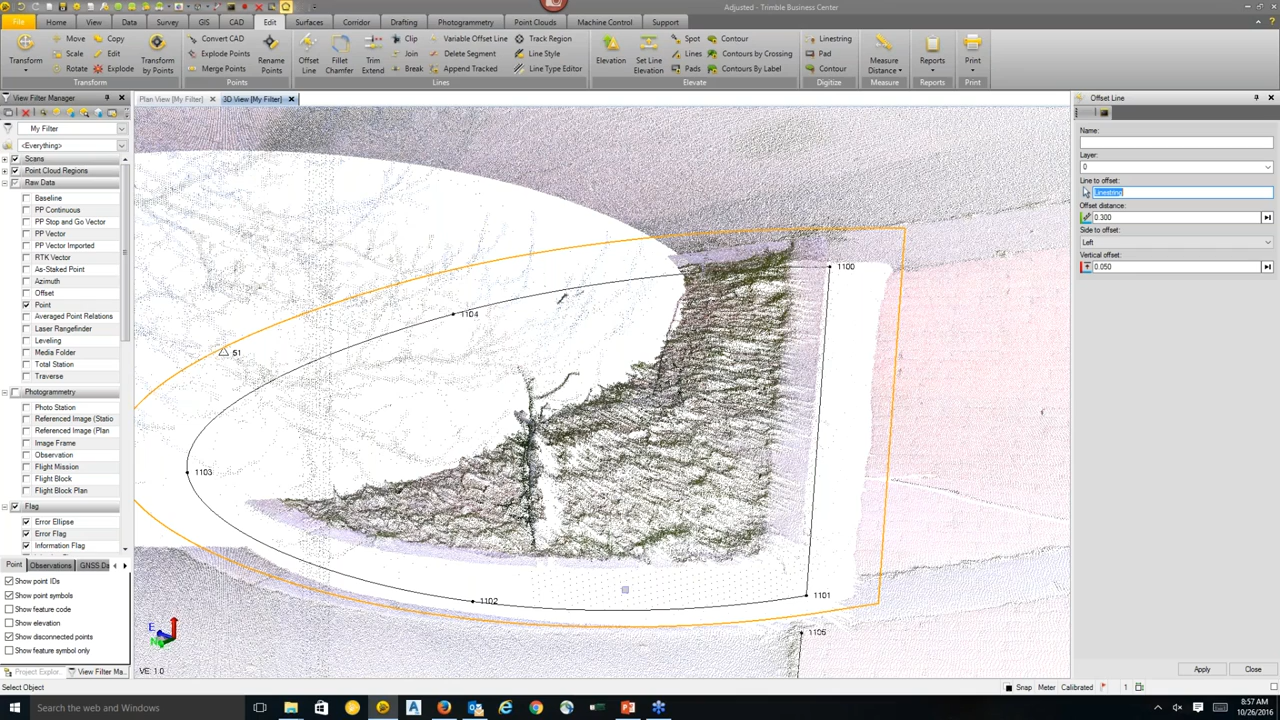 Adjusted - Trimble Business Center
File Home View Data Survey GIS CAD Edit Surfaces Corridor Drafting Photogrammetry Point Clouds Machine Control Support
Transform
Move
Scale
Rotate
Copy
Edit
Explode
Transform by Points
Transform
Convert CAD
Explode Points
Merge Points
Rename Points
Points
Offset Line
Fillet Chamfer
Trim Extend
Clip
Join
Break
Variable Offset Line
Delete Segment
Append Tracked
Track Region
Line Style
Line Type Editor
Lines
Elevation
Set Line Elevation
Spot
Lines
Pads
Contour
Contours by Crossing
Contours By Label
Elevate
Linestring
Pad
Contour
Digitize
Measure Distance
Measure
Reports
Reports
Print
Print
View Filter Manager
My Filter
<Everything>
Scans
Point Cloud Regions
Raw Data
Baseline
PP Continuous
PP Stop and Go Vector
PP Vector
PP Vector Imported
RTK Vector
As-Staked Point
Azimuth
Offset
Point
Averaged Point Relations
Laser Rangefinder
Leveling
Media Folder
Total Station
Traverse
Photogrammetry
Photo Station
Referenced Image (Statio
Referenced Image (Plan
Image Frame
Observation
Flight Mission
Flight Block
Flight Block Plan
Flag
Error Ellipse
Error Flag
Information Flag
Point Observations GNSS Da
Show point IDs
Show point symbols
Show feature code
Show elevation
Show disconnected points
Show feature symbol only
Project Explor... View Filter Ma...
Select Object
Plan View [My Filter] 3D View [My Filter]
1100
1104
51
1103
1102
1101
1105
E
N
VE: 1.0
Offset Line
Name:
Layer:
0
Line to offset:
Linestring
Offset distance:
0.300
Side to offset:
Left
Vertical offset:
0.050
Apply Close
Snap Meter Calibrated 1
Search the web and Windows
8:57 AM
10/26/2016